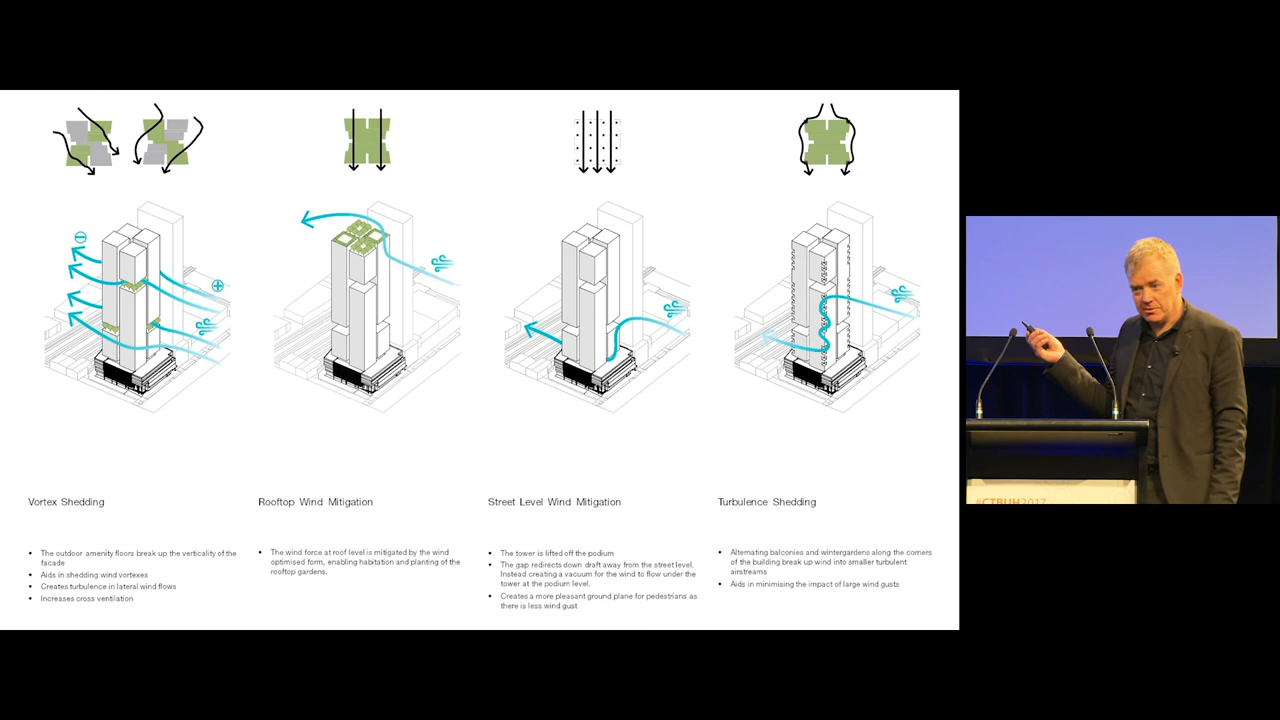 Vortex Shedding
• The outdoor amenity floors break up the verticality of the
facade
• Aids in shedding wind vortexes
• Creates turbulence in lateral wind flows
• Increases cross ventilation
Rooftop Wind Mitigation
• The wind force at roof level is mitigated by the wind
optimised form, enabling habitation and planting of the
rooftop gardens.
Street Level Wind Mitigation
• The tower is lifted off the podium
• The gap redirects down draft away from the street level.
Instead creating a vacuum for the wind to flow under the
tower at the podium level.
• Creates a more pleasant ground plane for pedestrians as
there is less wind gust
Turbulence Shedding
• Alternating balconies and wintergardens along the corners
of the building break up wind into smaller turbulent
airstreams
• Aids in minimising the impact of large wind gusts
#CTBUH2017